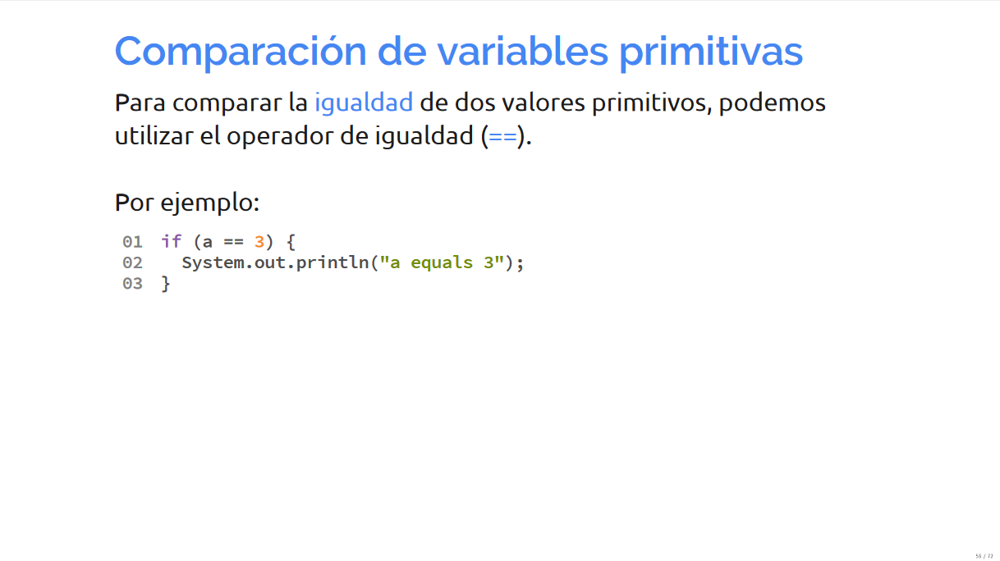 Comparación de variables primitivas
Para comparar la igualdad de dos valores primitivos, podemos
utilizar el operador de igualdad (==).
Por ejemplo:
01 if (a == 3) {
02   System.out.println("a equals 3");
03 }
56 / 72